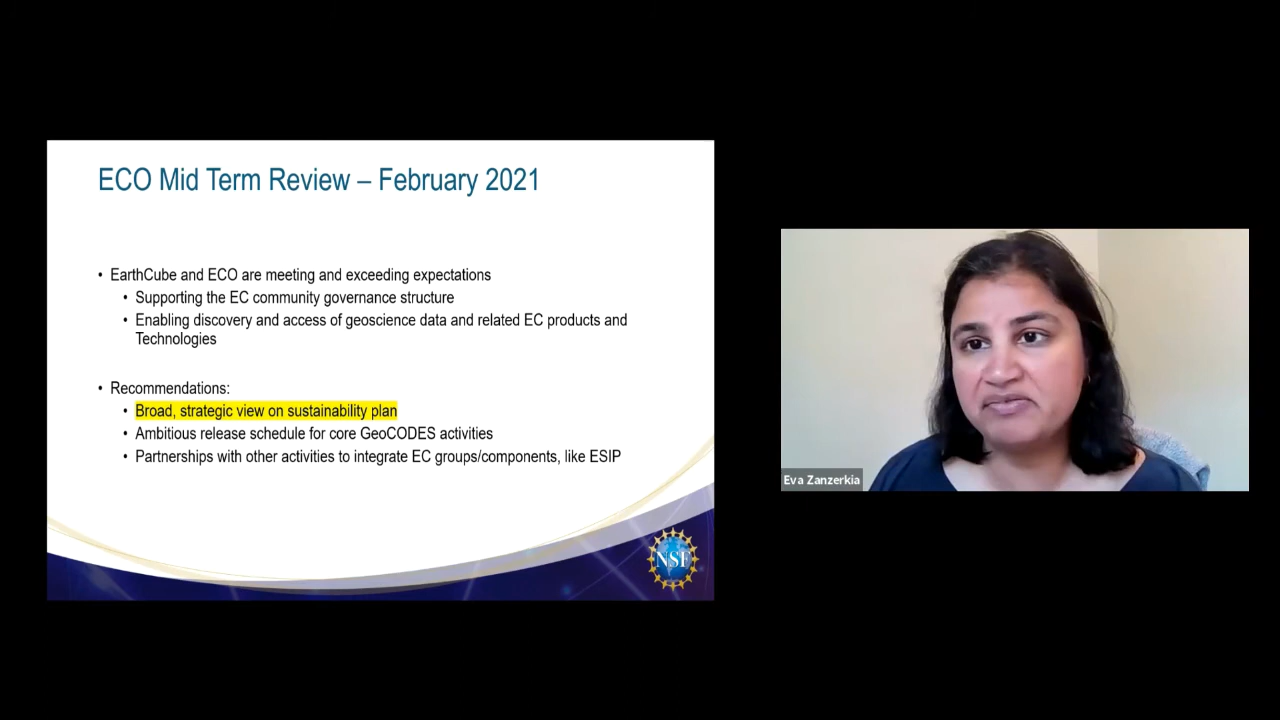 ECO Mid Term Review – February 2021
• EarthCube and ECO are meeting and exceeding expectations
• Supporting the EC community governance structure
• Enabling discovery and access of geoscience data and related EC products and
Technologies
• Recommendations:
• Broad, strategic view on sustainability plan
• Ambitious release schedule for core GeoCODES activities
• Partnerships with other activities to integrate EC groups/components, like ESIP
NSF
Eva Zanzerkia